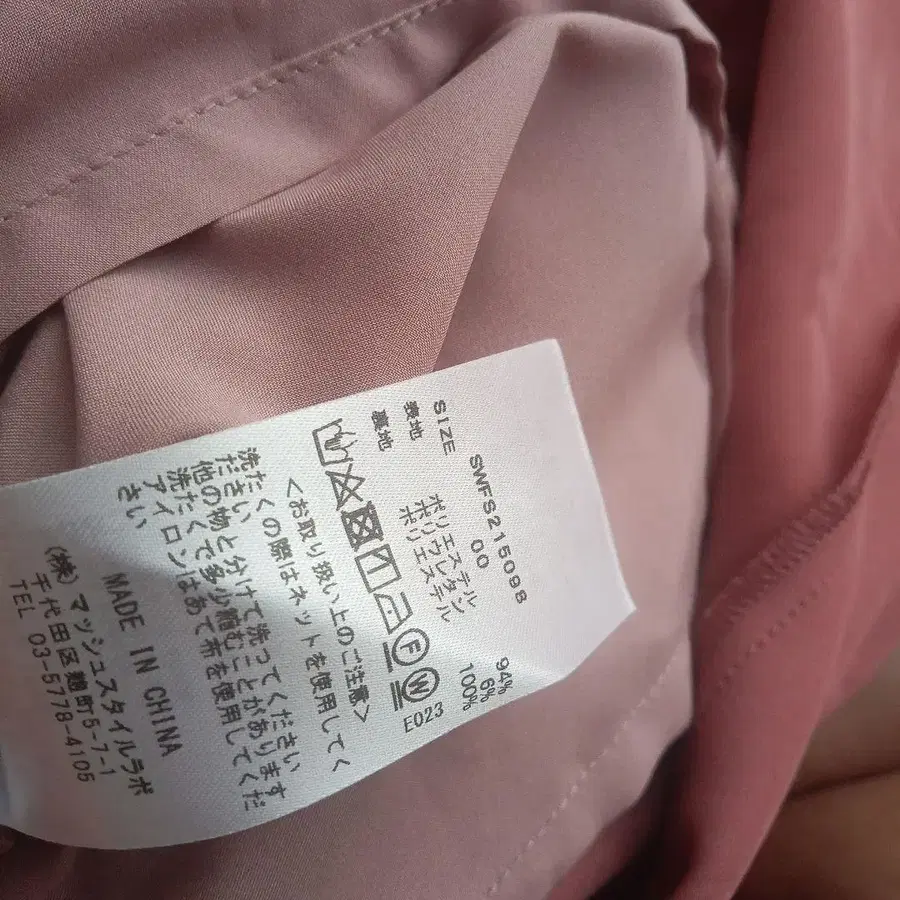 SWFS215098
SIZE 00
表地 ポリエステル 94%
ポリウレタン 6%
裏地 ポリエステル 100%
F W
E023
<お取り扱い上のご注意>
洗たくの際はネットを使用してく
ださい
他の物と分けて洗ってください
洗たくで多少縮むことがあります
アイロンはあて布を使用してくだ
さい
MADE IN CHINA
(株)マッシュスタイルラボ
千代田区麹町5-7-1
TEL 03-5778-4105